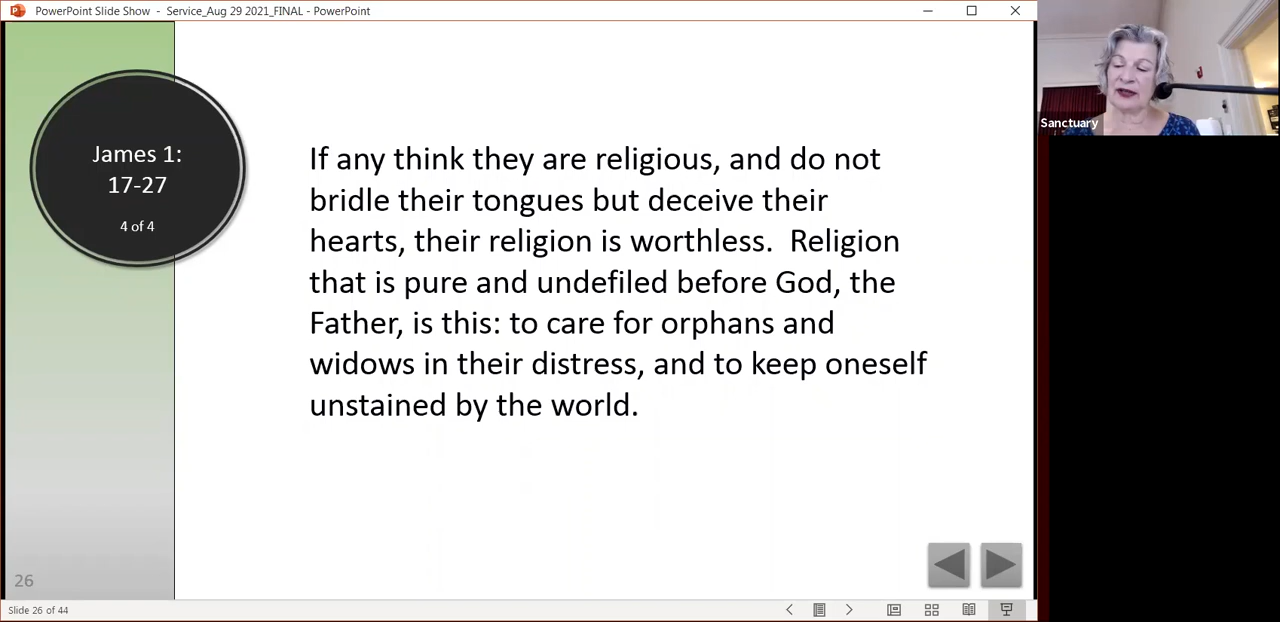 PowerPoint Slide Show - Service_Aug 29 2021_FINAL - PowerPoint
James 1:
17-27
4 of 4
If any think they are religious, and do not
bridle their tongues but deceive their
hearts, their religion is worthless.  Religion
that is pure and undefiled before God, the
Father, is this: to care for orphans and
widows in their distress, and to keep oneself
unstained by the world.
Sanctuary
26
Slide 26 of 44